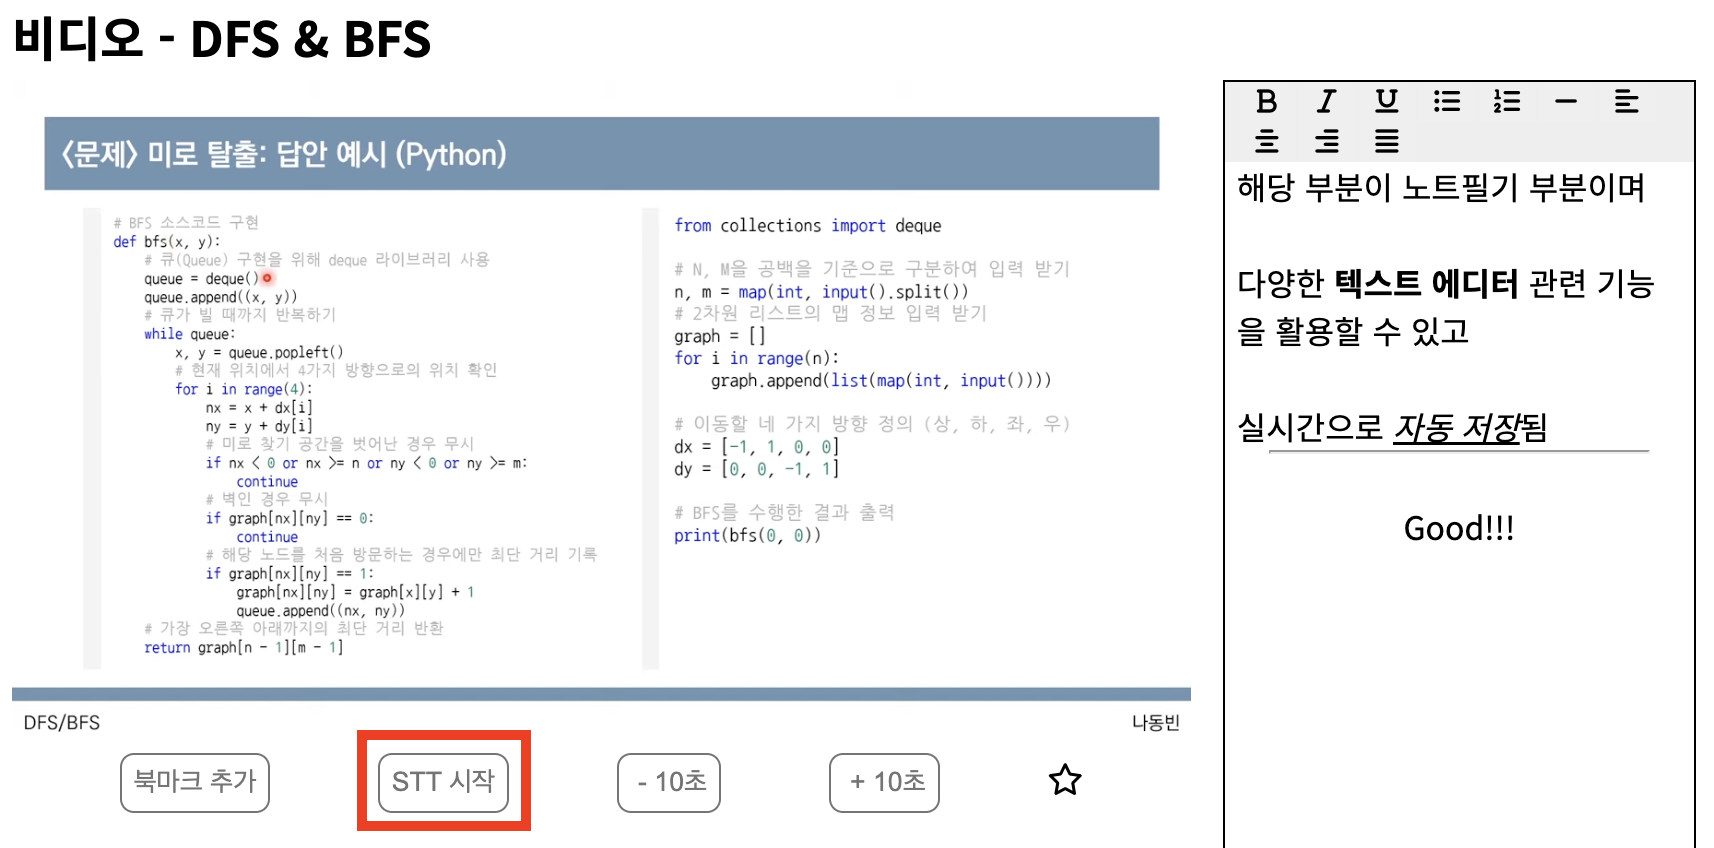 비디오 - DFS & BFS
<문제> 미로 탈출: 답안 예시 (Python)
# BFS 소스코드 구현
def bfs(x, y):
    # 큐(Queue) 구현을 위해 deque 라이브러리 사용
    queue = deque()
    queue.append((x, y))
    # 큐가 빌 때까지 반복하기
    while queue:
        x, y = queue.popleft()
        # 현재 위치에서 4가지 방향으로의 위치 확인
        for i in range(4):
            nx = x + dx[i]
            ny = y + dy[i]
            # 미로 찾기 공간을 벗어난 경우 무시
            if nx < 0 or nx >= n or ny < 0 or ny >= m:
                continue
            # 벽인 경우 무시
            if graph[nx][ny] == 0:
                continue
            # 해당 노드를 처음 방문하는 경우에만 최단 거리 기록
            if graph[nx][ny] == 1:
                graph[nx][ny] = graph[x][y] + 1
                queue.append((nx, ny))
    # 가장 오른쪽 아래까지의 최단 거리 반환
    return graph[n - 1][m - 1]
from collections import deque
# N, M을 공백을 기준으로 구분하여 입력 받기
n, m = map(int, input().split())
# 2차원 리스트의 맵 정보 입력 받기
graph = []
for i in range(n):
    graph.append(list(map(int, input())))
# 이동할 네 가지 방향 정의 (상, 하, 좌, 우)
dx = [-1, 1, 0, 0]
dy = [0, 0, -1, 1]
# BFS를 수행한 결과 출력
print(bfs(0, 0))
DFS/BFS
나동빈
북마크 추가
STT 시작
- 10초
+ 10초
B I U
해당 부분이 노트필기 부분이며
다양한 텍스트 에디터 관련 기능
을 활용할 수 있고
실시간으로 자동 저장됨
Good!!!